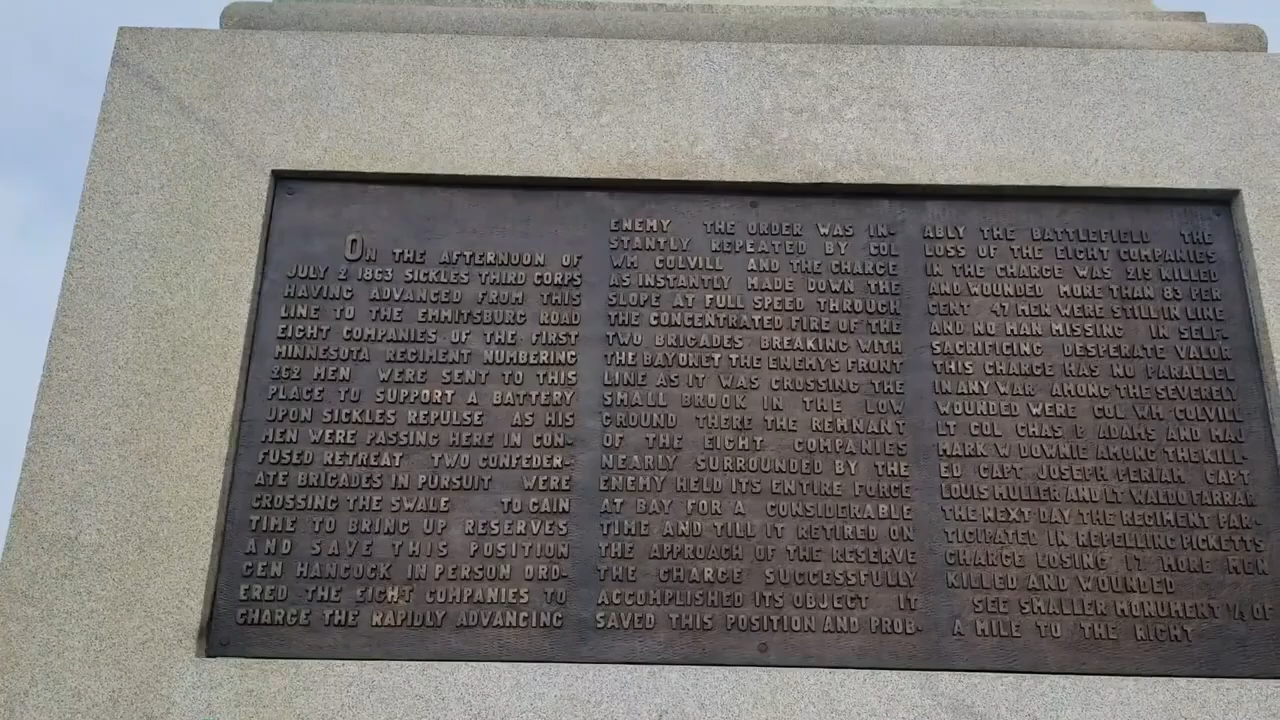 ON THE AFTERNOON OF
JULY 2 1863 SICKLES THIRD CORPS
HAVING ADVANCED FROM THIS
LINE TO THE EMMITSBURG ROAD
EIGHT COMPANIES OF THE FIRST
MINNESOTA REGIMENT NUMBERING
262 MEN WERE SENT TO THIS
PLACE TO SUPPORT A BATTERY
UPON SICKLES REPULSE AS HIS
MEN WERE PASSING HERE IN CON-
FUSED RETREAT TWO CONFEDER-
ATE BRIGADES IN PURSUIT WERE
CROSSING THE SWALE TO GAIN
TIME TO BRING UP RESERVES
AND SAVE THIS POSITION
GEN HANCOCK IN PERSON ORD-
ERED THE EIGHT COMPANIES TO
CHARGE THE RAPIDLY ADVANCING
ENEMY THE ORDER WAS IN-
STANTLY REPEATED BY COL
WM COLVILL AND THE CHARGE
AS INSTANTLY MADE DOWN THE
SLOPE AT FULL SPEED THROUGH
THE CONCENTRATED FIRE OF THE
TWO BRIGADES BREAKING WITH
THE BAYONET THE ENEMYS FRONT
LINE AS IT WAS CROSSING THE
SMALL BROOK IN THE LOW
GROUND THERE THE REMNANT
OF THE EIGHT COMPANIES
NEARLY SURROUNDED BY THE
ENEMY HELD ITS ENTIRE FORCE
AT BAY FOR A CONSIDERABLE
TIME AND TILL IT RETIRED ON
THE APPROACH OF THE RESERVE
THE CHARGE SUCCESSFULLY
ACCOMPLISHED ITS OBJECT IT
SAVED THIS POSITION AND PROB-
ABLY THE BATTLEFIELD THE
LOSS OF THE EIGHT COMPANIES
IN THE CHARGE WAS 215 KILLED
AND WOUNDED MORE THAN 83 PER
CENT 47 MEN WERE STILL IN LINE
AND NO MAN MISSING IN SELF-
SACRIFICING DESPERATE VALOR
THIS CHARGE HAS NO PARALLEL
IN ANY WAR AMONG THE SEVERELY
WOUNDED WERE COL WM COLVILL
LT COL CHAS P ADAMS AND MAJ
MARK W DOWNIE AMONG THE KILL-
ED CAPT JOSEPH PERIAM CAPT
LOUIS MULLER AND LT WALDO FARRAR
THE NEXT DAY THE REGIMENT PAR-
TICIPATED IN REPELLING PICKETTS
CHARGE LOSING 17 MORE MEN
KILLED AND WOUNDED
SEE SMALLER MONUMENT ¼ OF
A MILE TO THE RIGHT